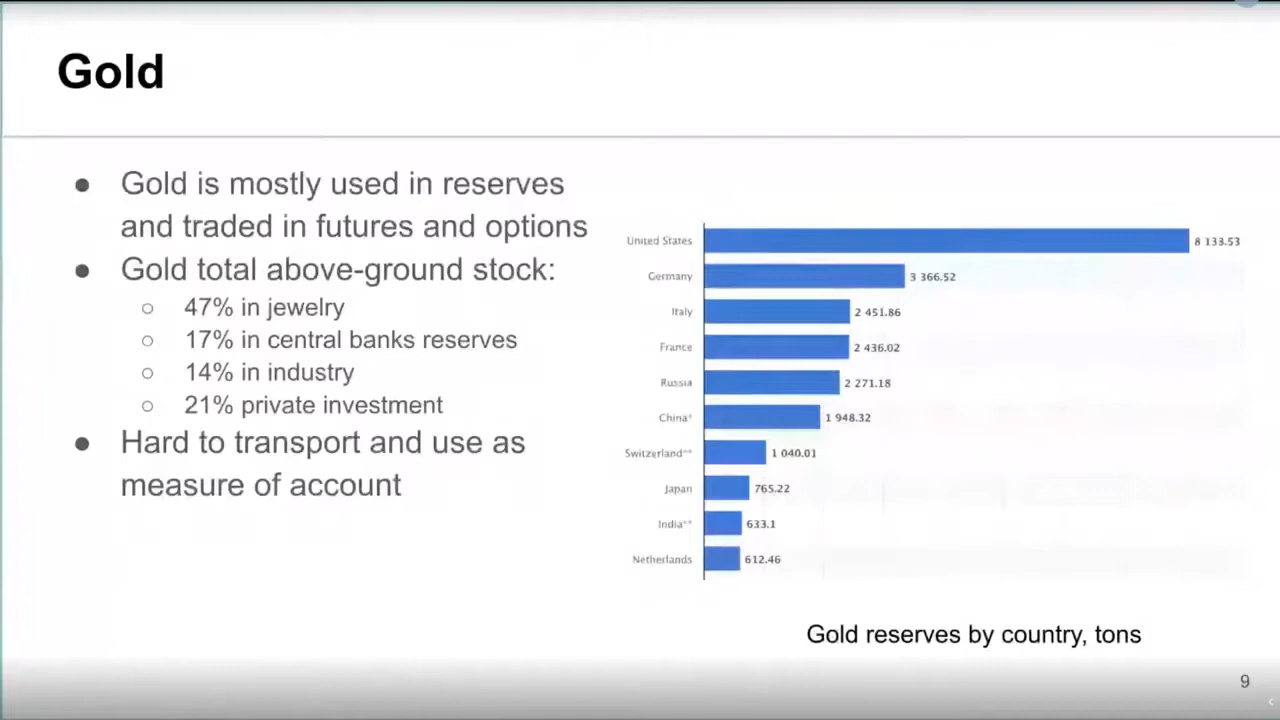 Gold
● Gold is mostly used in reserves
and traded in futures and options
● Gold total above-ground stock:
○ 47% in jewelry
○ 17% in central banks reserves
○ 14% in industry
○ 21% private investment
● Hard to transport and use as
measure of account
United States 8 133.53
Germany 3 366.52
Italy 2 451.86
France 2 436.02
Russia 2 271.18
China* 1 948.32
Switzerland** 1 040.01
Japan 765.22
India** 633.1
Netherlands 612.46
Gold reserves by country, tons
9